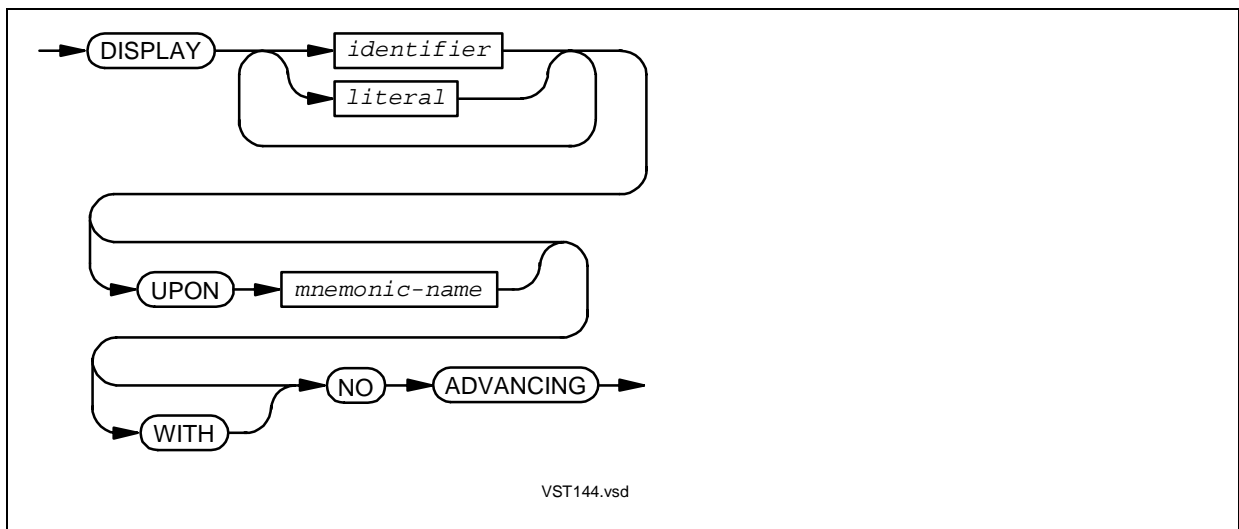 DISPLAY identifier
literal
UPON mnemonic-name
NO ADVANCING
WITH
VST144.vsd